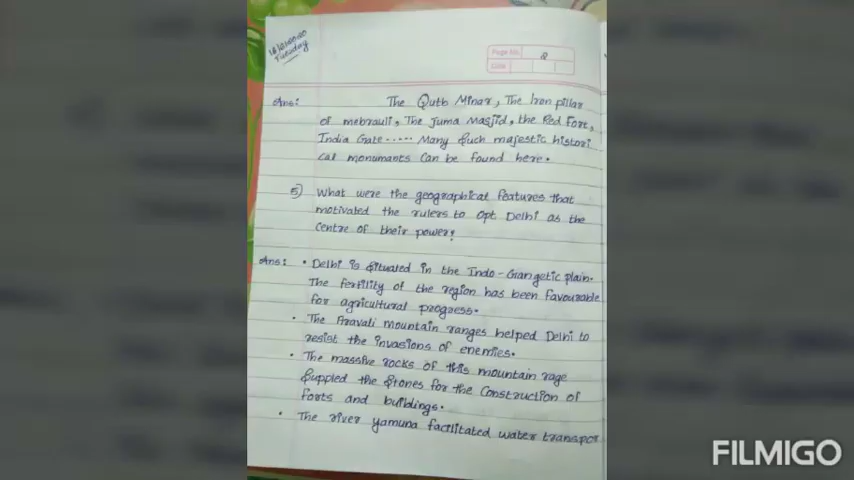 Tuesday
Page No. 2
Date
Ans: The Qutb Minar, The Iron pillar
of mebrauli, The Juma Masjid, the Red Fort,
India Gate...... Many such majestic histori
cal monumants can be found here.
5) What were the geographical features that
motivated the rulers to opt Delhi as the
centre of their power?
Ans: • Delhi is situated in the Indo-Gangetic plain.
The fertility of the region has been favourable
for agricultural progress.
• The Aravali mountain ranges helped Delhi to
resist the invasions of enemies.
• The massive rocks of this mountain rage
suppled the stones for the construction of
forts and buildings.
• The river yamuna facilitated water transpor
FILMIGO